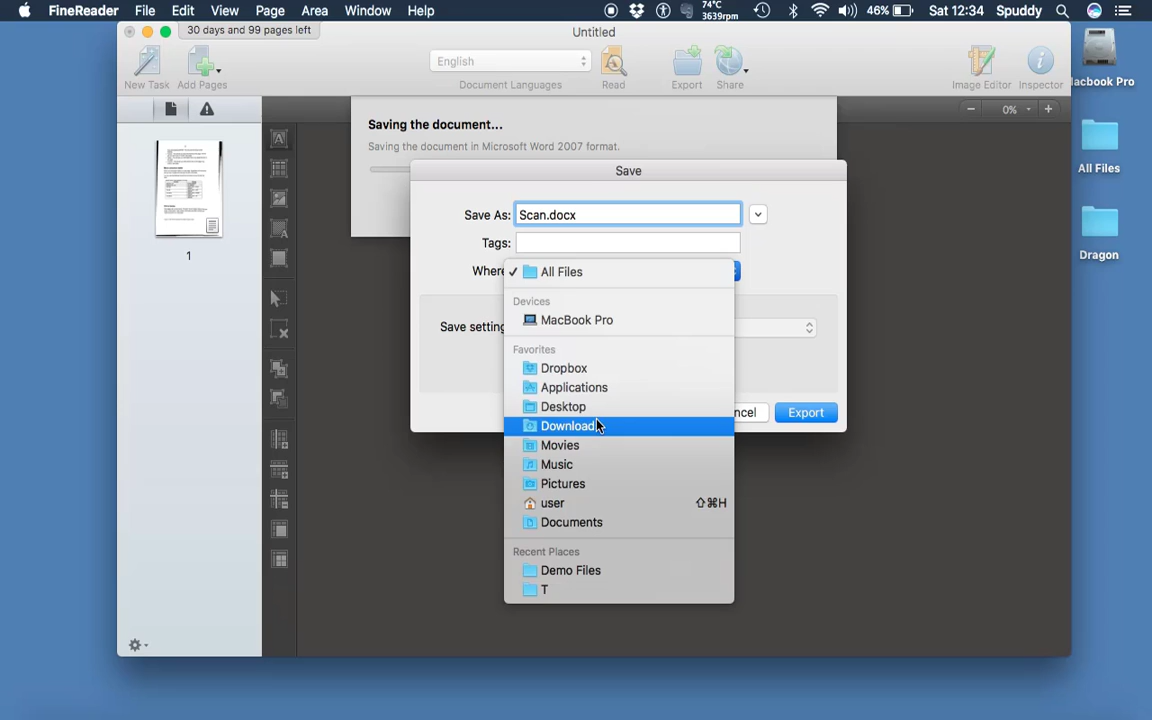 FineReader File Edit View Page Area Window Help 74°C 3639rpm 46% Sat 12:34 Spuddy
30 days and 99 pages left
Untitled
New Task Add Pages
English
Document Languages
Read
Export Share
Image Editor Inspector
0%
Macbook Pro
All Files
Dragon
1
Saving the document...
Saving the document in Microsoft Word 2007 format.
Save
Save As: Scan.docx
Tags:
Where
All Files
Devices
MacBook Pro
Save setting
Favorites
Dropbox
Applications
Desktop
Download
Movies
Music
Pictures
user ⇧⌘H
Documents
Recent Places
Demo Files
T
ncel Export